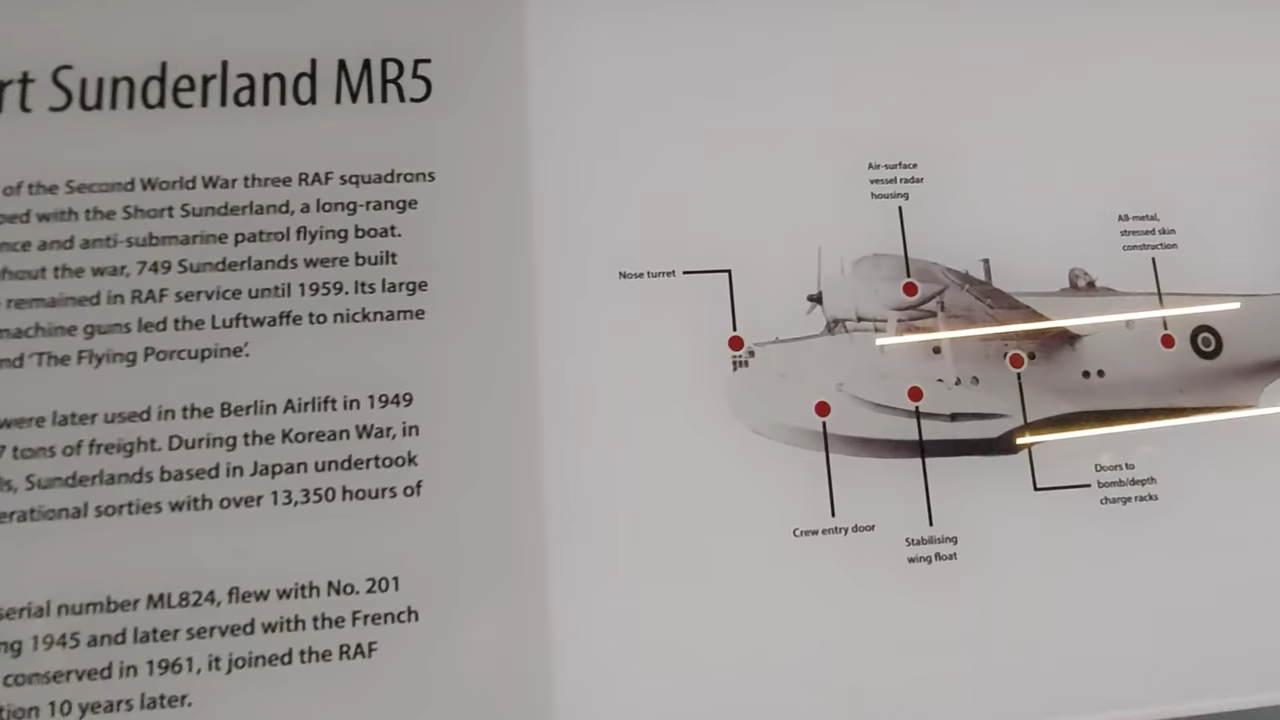 rt Sunderland MR5
of the Second World War three RAF squadrons
ped with the Short Sunderland, a long-range
nce and anti-submarine patrol flying boat.
hout the war, 749 Sunderlands were built
remained in RAF service until 1959. Its large
machine guns led the Luftwaffe to nickname
nd 'The Flying Porcupine'.
were later used in the Berlin Airlift in 1949
7 tons of freight. During the Korean War, in
ls, Sunderlands based in Japan undertook
erational sorties with over 13,350 hours of
serial number ML824, flew with No. 201
ng 1945 and later served with the French
conserved in 1961, it joined the RAF
tion 10 years later.
Air-surface
vessel radar
housing
All-metal,
stressed skin
construction
Nose turret
Doors to
bomb/depth
charge racks
Crew entry door
Stabilising
wing float